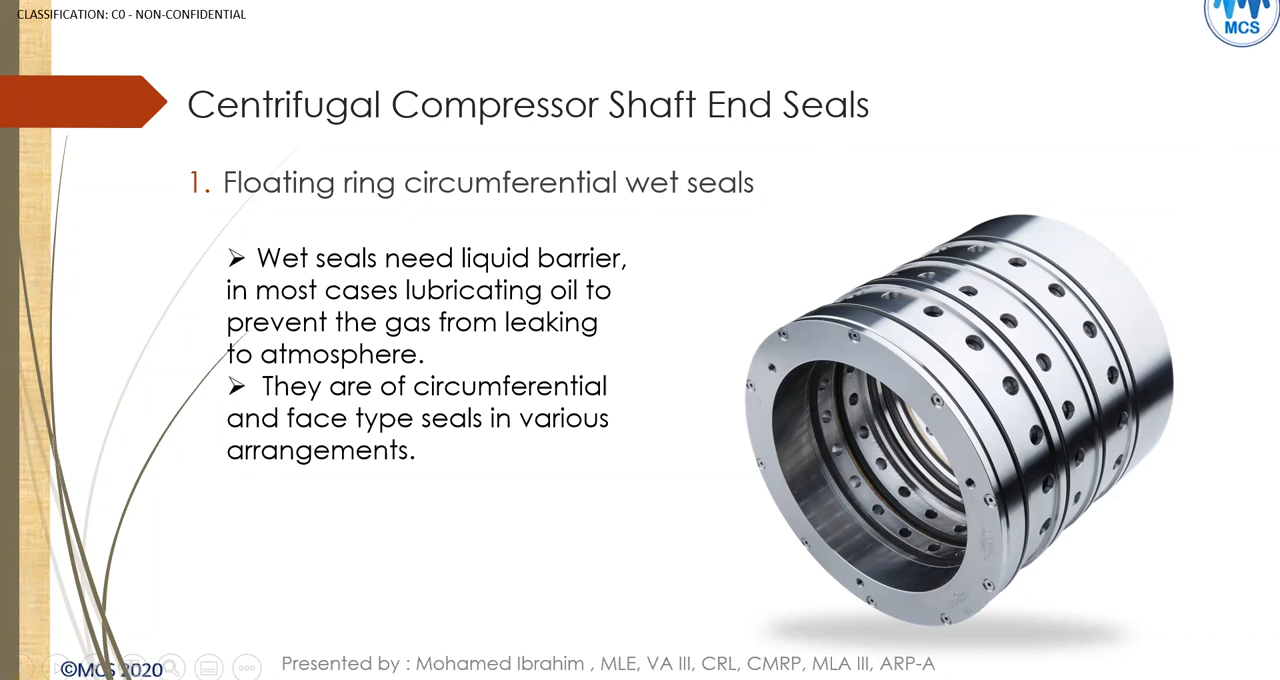 CLASSIFICATION: C0 - NON-CONFIDENTIAL
MCS
Centrifugal Compressor Shaft End Seals
1. Floating ring circumferential wet seals
➢ Wet seals need liquid barrier,
in most cases lubricating oil to
prevent the gas from leaking
to atmosphere.
➢ They are of circumferential
and face type seals in various
arrangements.
©MCS 2020
Presented by : Mohamed Ibrahim , MLE, VA III, CRL, CMRP, MLA III, ARP-A